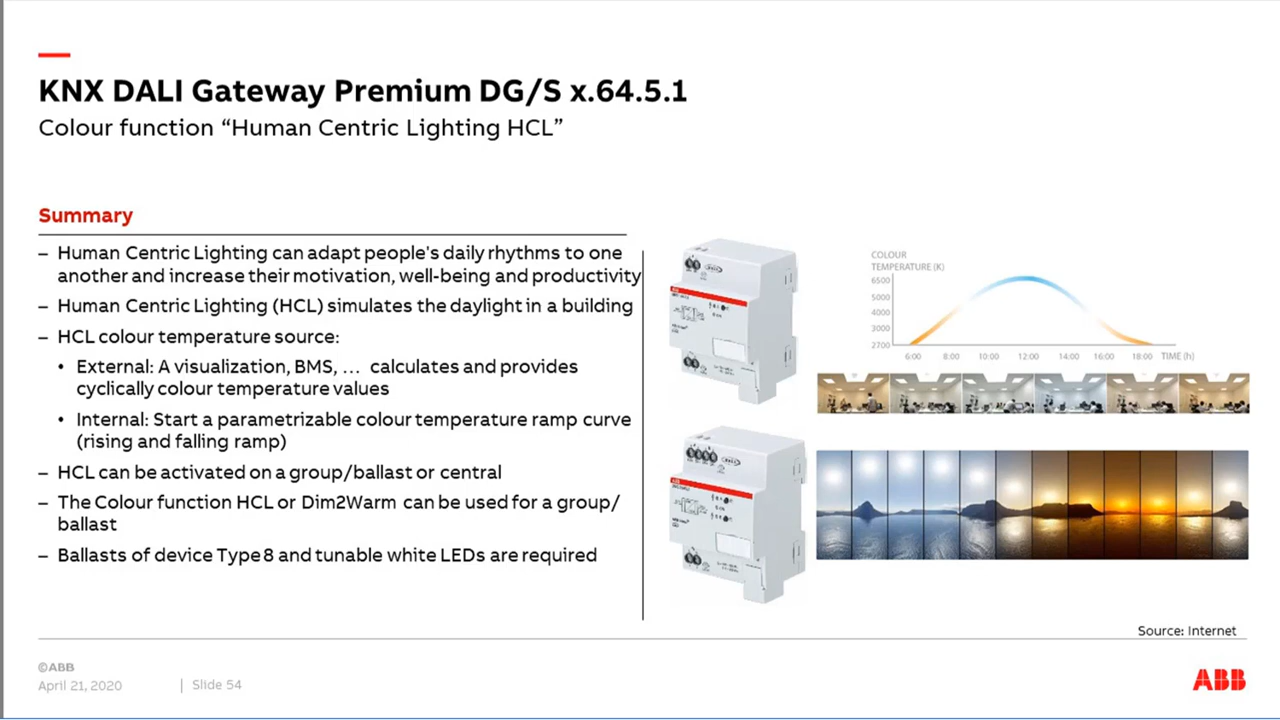 KNX DALI Gateway Premium DG/S x.64.5.1
Colour function “Human Centric Lighting HCL”
Summary
– Human Centric Lighting can adapt people's daily rhythms to one
another and increase their motivation, well-being and productivity
– Human Centric Lighting (HCL) simulates the daylight in a building
– HCL colour temperature source:
• External: A visualization, BMS, … calculates and provides
cyclically colour temperature values
• Internal: Start a parametrizable colour temperature ramp curve
(rising and falling ramp)
– HCL can be activated on a group/ballast or central
– The Colour function HCL or Dim2Warm can be used for a group/
ballast
– Ballasts of device Type 8 and tunable white LEDs are required
COLOUR
TEMPERATURE (K)
6500
5000
4000
3000
2700
6:00 8:00 10:00 12:00 14:00 16:00 18:00 TIME (h)
Source: Internet
©ABB
April 21, 2020 | Slide 54
ABB